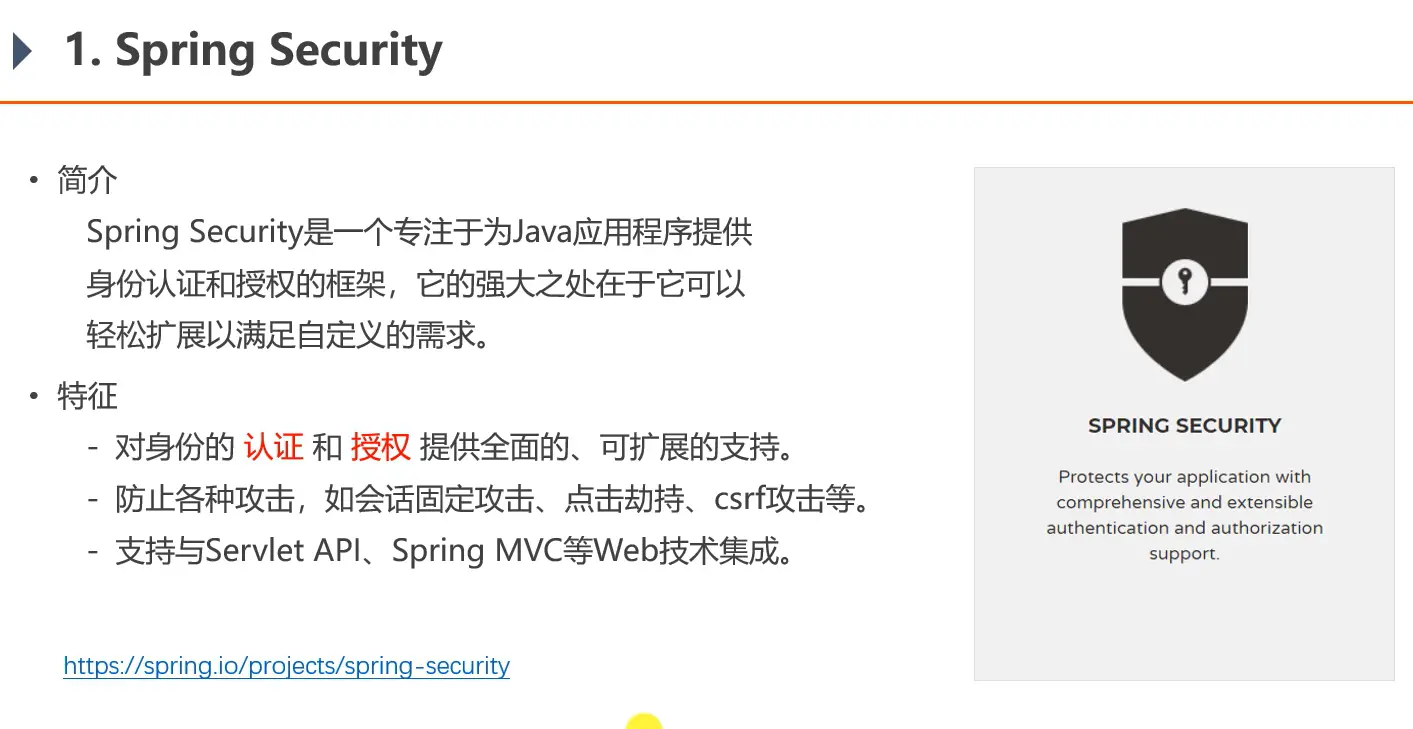 1. Spring Security
• 简介
Spring Security是一个专注于为Java应用程序提供
身份认证和授权的框架，它的强大之处在于它可以
轻松扩展以满足自定义的需求。
• 特征
- 对身份的 认证 和 授权 提供全面的、可扩展的支持。
- 防止各种攻击，如会话固定攻击、点击劫持、csrf攻击等。
- 支持与Servlet API、Spring MVC等Web技术集成。
https://spring.io/projects/spring-security
SPRING SECURITY
Protects your application with
comprehensive and extensible
authentication and authorization
support.